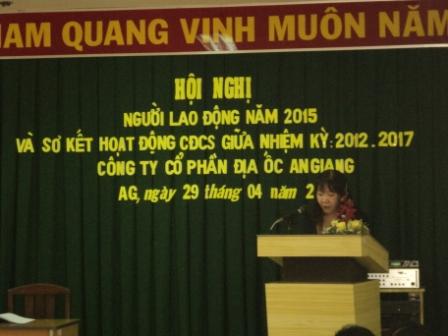 NAM QUANG VINH MUÔN NĂM
HỘI NGHỊ
NGƯỜI LAO ĐỘNG NĂM 2015
VÀ SƠ KẾT HOẠT ĐỘNG CĐCS GIỮA NHIỆM KỲ: 2012.2017
CÔNG TY CỔ PHẦN ĐỊA ỐC AN GIANG
AG, ngày 29 tháng 04 năm 2